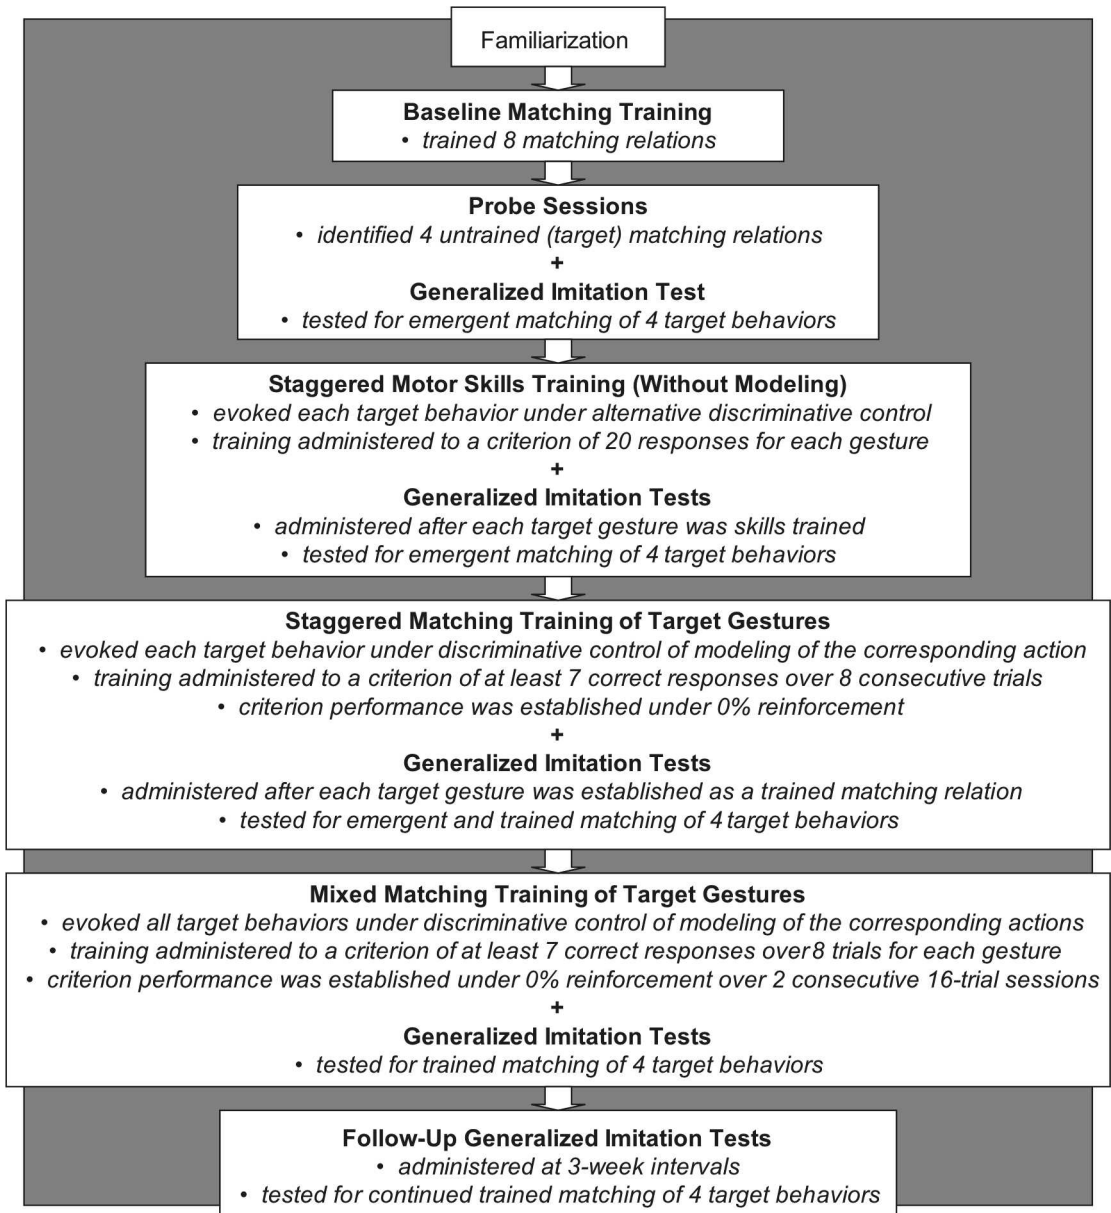 Familiarization
Baseline Matching Training
• trained 8 matching relations
Probe Sessions
• identified 4 untrained (target) matching relations
+
Generalized Imitation Test
• tested for emergent matching of 4 target behaviors
Staggered Motor Skills Training (Without Modeling)
• evoked each target behavior under alternative discriminative control
• training administered to a criterion of 20 responses for each gesture
+
Generalized Imitation Tests
• administered after each target gesture was skills trained
• tested for emergent matching of 4 target behaviors
Staggered Matching Training of Target Gestures
• evoked each target behavior under discriminative control of modeling of the corresponding action
• training administered to a criterion of at least 7 correct responses over 8 consecutive trials
• criterion performance was established under 0% reinforcement
+
Generalized Imitation Tests
• administered after each target gesture was established as a trained matching relation
• tested for emergent and trained matching of 4 target behaviors
Mixed Matching Training of Target Gestures
• evoked all target behaviors under discriminative control of modeling of the corresponding actions
• training administered to a criterion of at least 7 correct responses over 8 trials for each gesture
• criterion performance was established under 0% reinforcement over 2 consecutive 16-trial sessions
+
Generalized Imitation Tests
• tested for trained matching of 4 target behaviors
Follow-Up Generalized Imitation Tests
• administered at 3-week intervals
• tested for continued trained matching of 4 target behaviors